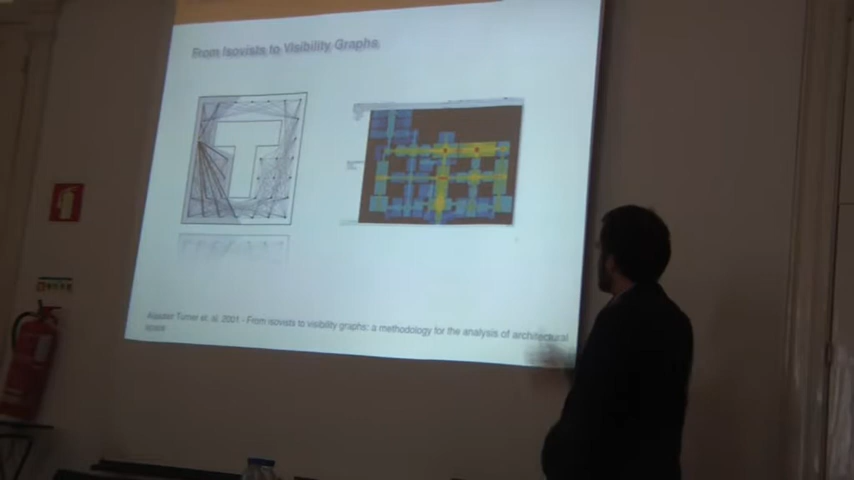 From Isovists to Visibility Graphs
Alasdair Turner et. al. 2001 - From isovists to visibility graphs: a methodology for the analysis of architectural
space